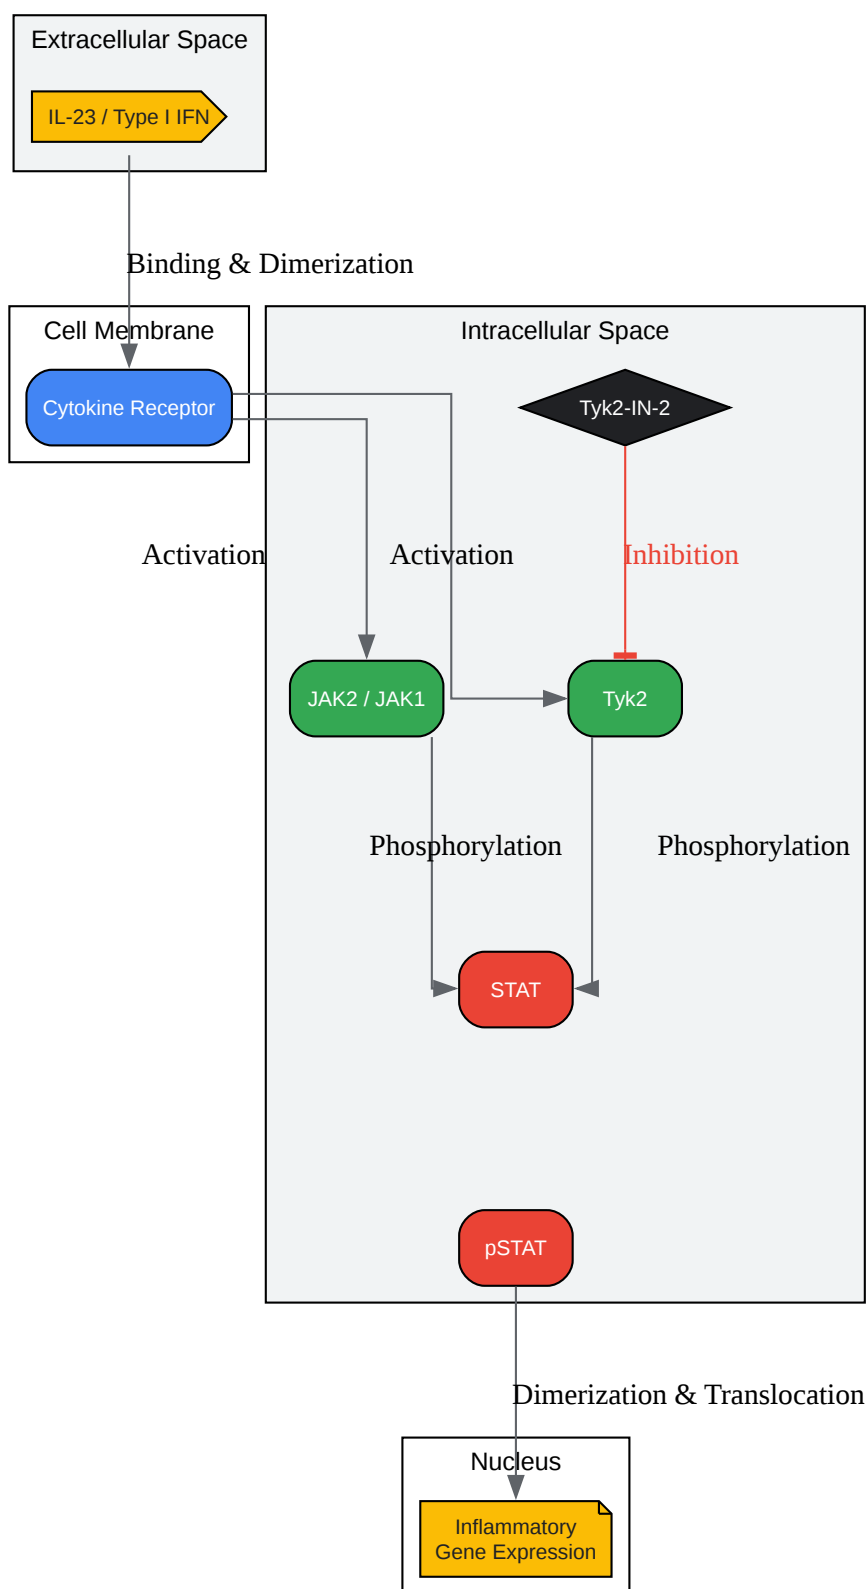 Extracellular Space
IL-23 / Type I IFN
Binding & Dimerization
Cell Membrane
Intracellular Space
Cytokine Receptor
Tyk2-IN-2
Activation
Activation
Inhibition
JAK2 / JAK1
Tyk2
Phosphorylation
Phosphorylation
STAT
pSTAT
Dimerization & Translocation
Nucleus
Inflammatory
Gene Expression